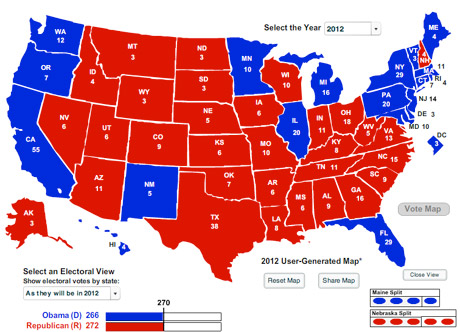 Select the Year 2012
WA
12
OR
7
CA
55
NV
6
ID
4
MT
3
WY
3
UT
6
AZ
11
CO
9
NM
5
ND
3
SD
3
NE
5
KS
6
OK
7
TX
38
MN
10
IA
6
MO
10
AR
6
LA
8
WI
10
IL
20
MI
16
IN
11
OH
18
KY
8
TN 11
MS
6
AL
9
GA
16
FL
29
SC
9
NC 15
VA
13
WV
5
PA
20
NY
29
VT
3
NH
4
ME
4
MA
11
RI
4
CT
7
NJ 14
DE 3
MD 10
DC
3
AK
3
HI
4
Vote Map
2012 User-Generated Map*
Reset Map
Share Map
Close View
Select an Electoral View
Show electoral votes by state:
As they will be in 2012
270
Obama (D) 266
Republican (R) 272
Maine Split
Nebraska Split